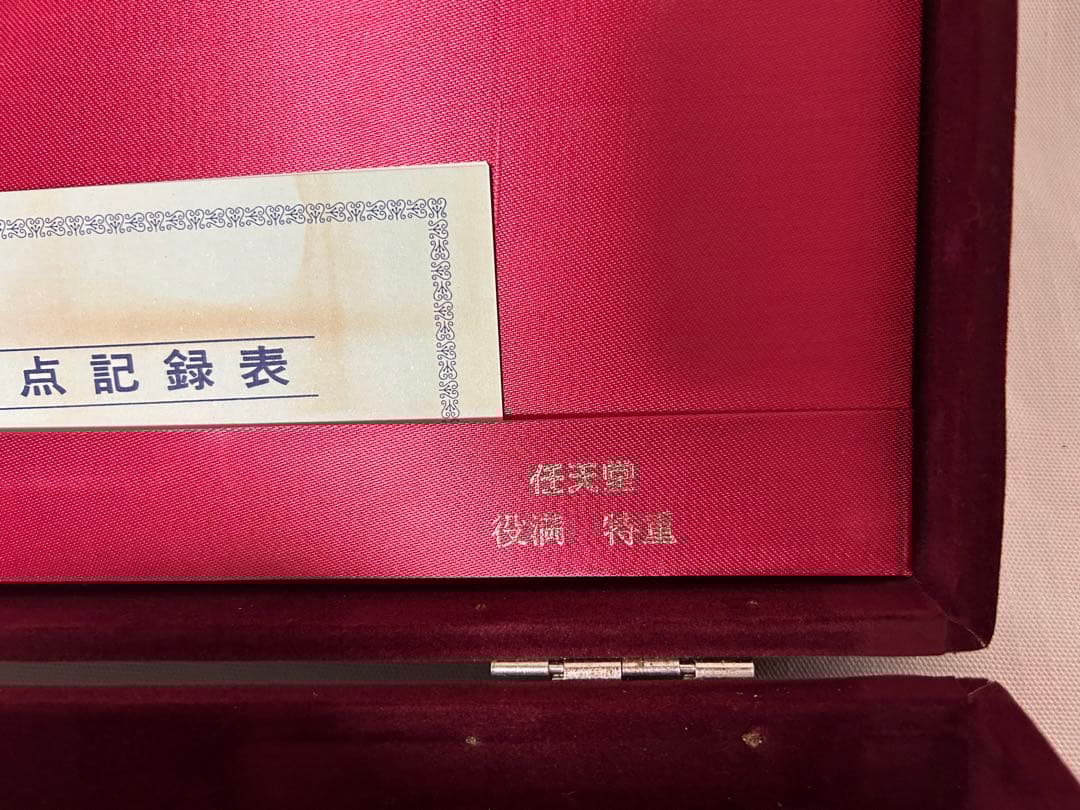 点記録表
任天堂
役満 特重